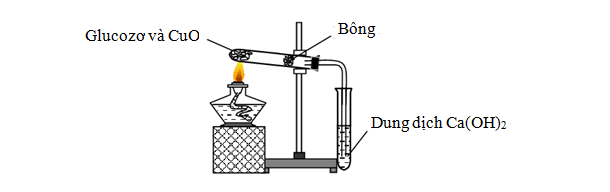 Bông
Glucozơ và CuO
Dung dịch Ca(OH)2